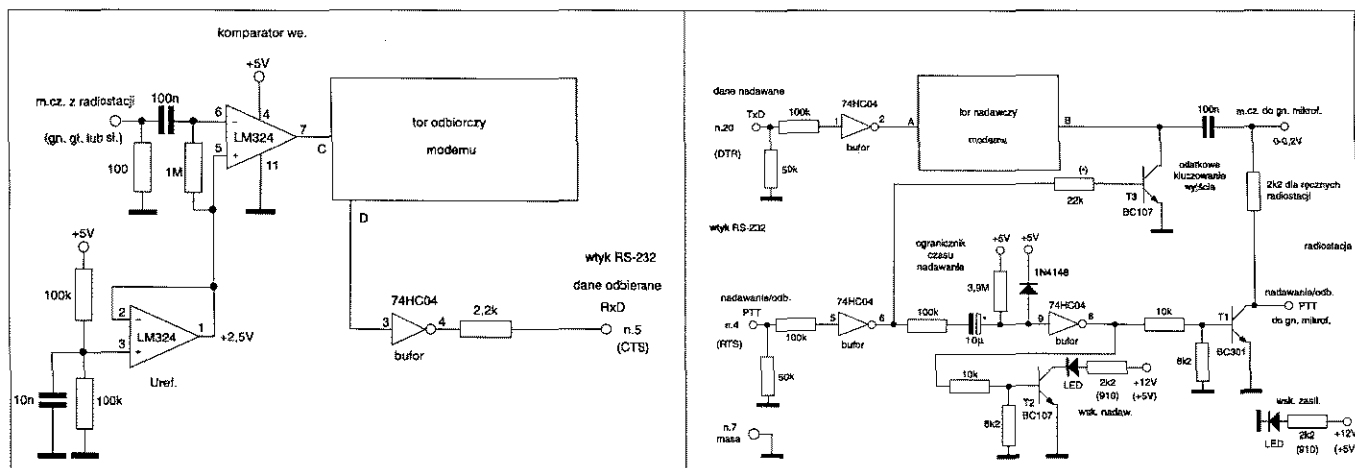 komparator we.
+5V
m.cz. z radiostacji
(gn. gł. lub sł.)
100n
6
4
7
LM324
5
11
C
100
1M
tor odbiorczy
modemu
D
+5V
100k
2
LM324
1
+2,5V
3
Uref.
10n
100k
74HC04
3
4
bufor
2,2k
wtyk RS-232
dane odbierane
RxD
n.5
(CTS)
dane nadawane
TxD
n.20
(DTR)
100k
50k
74HC04
1
2
bufor
A
tor nadawczy
modemu
B
100n
m.cz. do gn. mikrof.
0-0,2V
odatkowe
kluczowanie
wyjścia
(*)
22k
T3
BC107
2k2 dla ręcznych
radiostacji
wtyk RS-232
radiostacja
ogranicznik
czasu
nadawania
+5V
+5V
3,9M
1N4148
nadawanie/odb.
PTT
n.4
(RTS)
100k
50k
74HC04
5
6
bufor
100k
10µ
74HC04
9
8
bufor
10k
T1
8k2
BC301
nadawanie/odb.
PTT
do gn. mikrof.
10k
8k2
T2
BC107
LED
2k2
(910)
+12V
(+5V)
wsk. nadaw.
n.7
masa
wsk. zasil.
LED
2k2
(910)
+12V
(+5V)